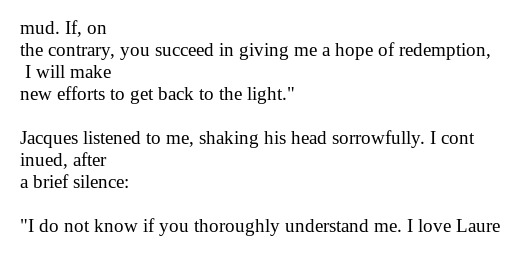 mud. If, on
the contrary, you succeed in giving me a hope of redemption,
I will make
new efforts to get back to the light."
Jacques listened to me, shaking his head sorrowfully. I cont
inued, after
a brief silence:
"I do not know if you thoroughly understand me. I love Laure